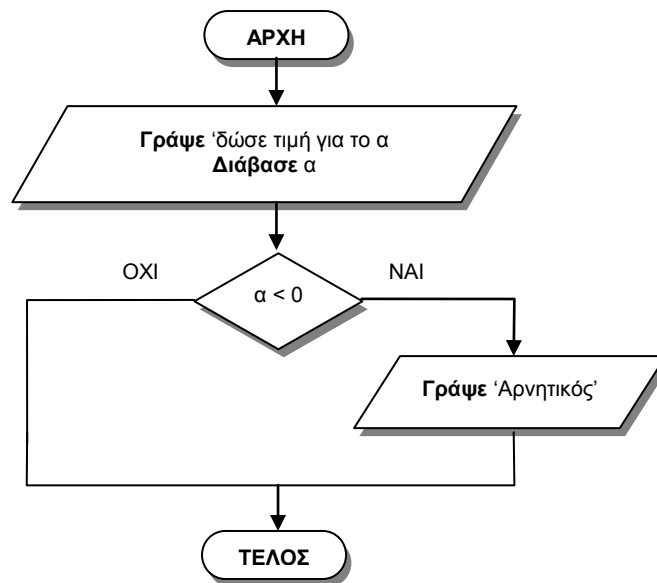 ΑΡΧΗ
Γράψε ‘δώσε τιμή για το α
Διάβασε α
ΟΧΙ
ΝΑΙ
α < 0
Γράψε ‘Αρνητικός’
ΤΕΛΟΣ